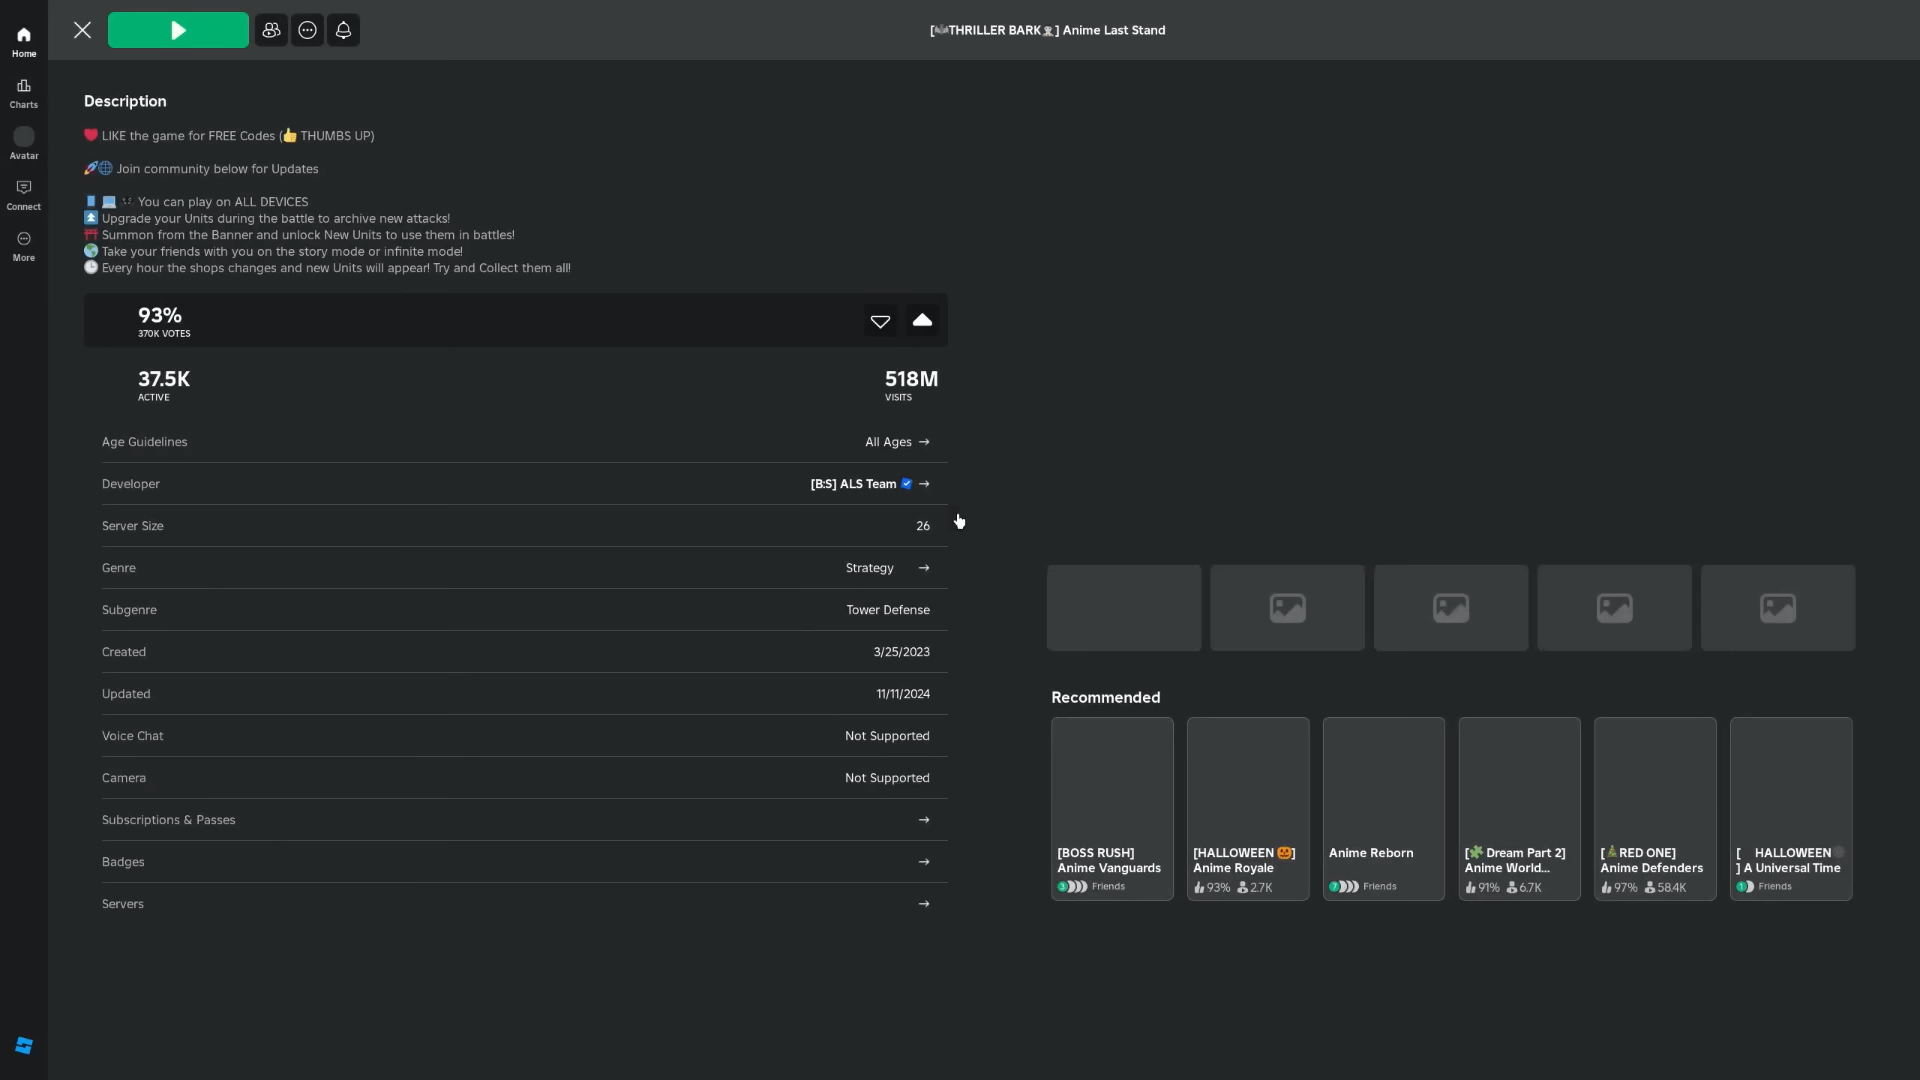 [🦇THRILLER BARK🧟] Anime Last Stand
Home
Charts
Avatar
Connect
More
Description
❤️ LIKE the game for FREE Codes (👍 THUMBS UP)
🚀🌐 Join community below for Updates
📱 💻 🎮 You can play on ALL DEVICES
⏫ Upgrade your Units during the battle to archive new attacks!
⛩️ Summon from the Banner and unlock New Units to use them in battles!
🌎 Take your friends with you on the story mode or infinite mode!
🕒 Every hour the shops changes and new Units will appear! Try and Collect them all!
93%
370K VOTES
37.5K
ACTIVE
518M
VISITS
Age Guidelines All Ages →
Developer [B:S] ALS Team →
Server Size 26
Genre Strategy →
Subgenre Tower Defense
Created 3/25/2023
Updated 11/11/2024
Voice Chat Not Supported
Camera Not Supported
Subscriptions & Passes →
Badges →
Servers →
Recommended
[BOSS RUSH]
Anime Vanguards
3 Friends
[HALLOWEEN 🎃]
Anime Royale
93% 2.7K
Anime Reborn
7 Friends
[🧩 Dream Part 2]
Anime World...
91% 6.7K
[🎄RED ONE]
Anime Defenders
97% 58.4K
[ HALLOWEEN🕸
] A Universal Time
1 Friends